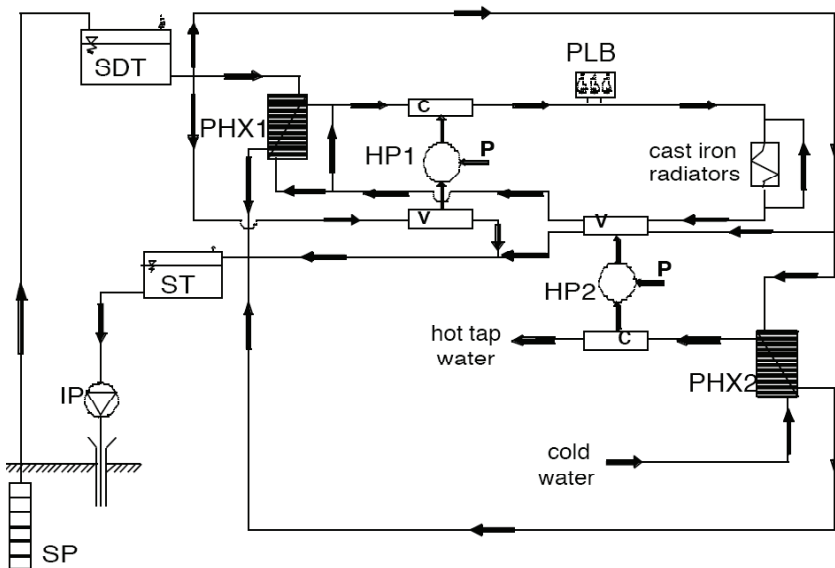 SDT
PLB
C
PHX1
HP1
P
cast iron
radiators
V
V
ST
HP2
P
hot tap
water
C
PHX2
IP
cold
water
SP